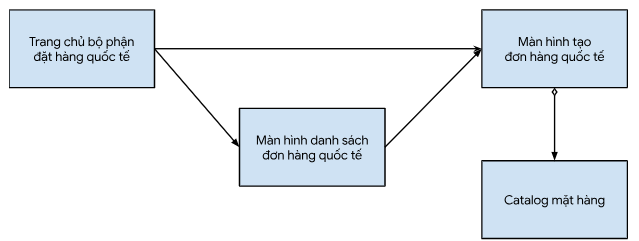 Trang chủ bộ phận
đặt hàng quốc tế
Màn hình tạo
đơn hàng quốc tế
Màn hình danh sách
đơn hàng quốc tế
Catalog mặt hàng